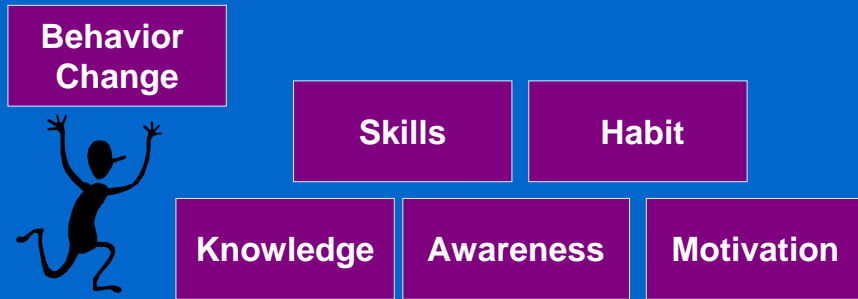 Behavior
Change
Skills
Habit
Knowledge
Awareness
Motivation